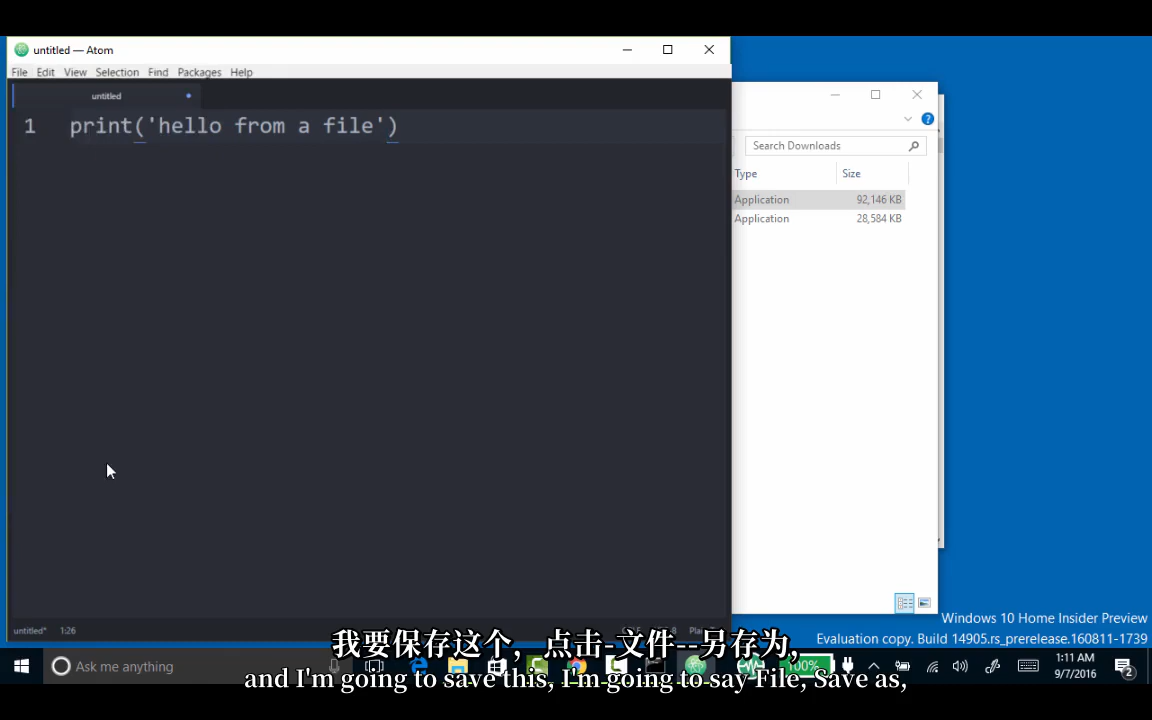 untitled — Atom
File Edit View Selection Find Packages Help
untitled
1 print('hello from a file')
Search Downloads
Type Size
Application 92,146 KB
Application 28,584 KB
untitled* 1:26
Windows 10 Home Insider Preview
Evaluation copy. Build 14905.rs_prerelease.160811-1739
我要保存这个，点击-文件--另存为,
and I'm going to save this, I'm going to say File, Save as,
Ask me anything
100%
1:11 AM
9/7/2016
2